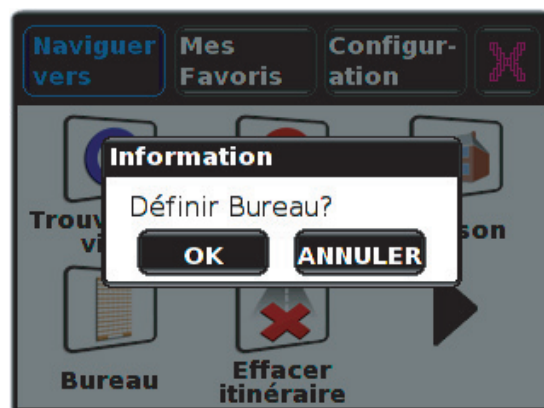 Naviguer Mes Configur-
vers Favoris ation
Information
Définir Bureau?
OK ANNULER
Bureau Effacer
itinéraire